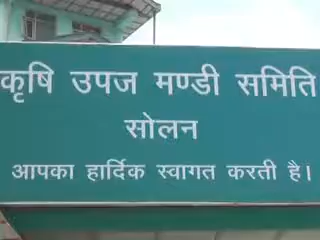 कृषि उपज मण्डी समिति
सोलन
आपका हार्दिक स्वागत करती है।